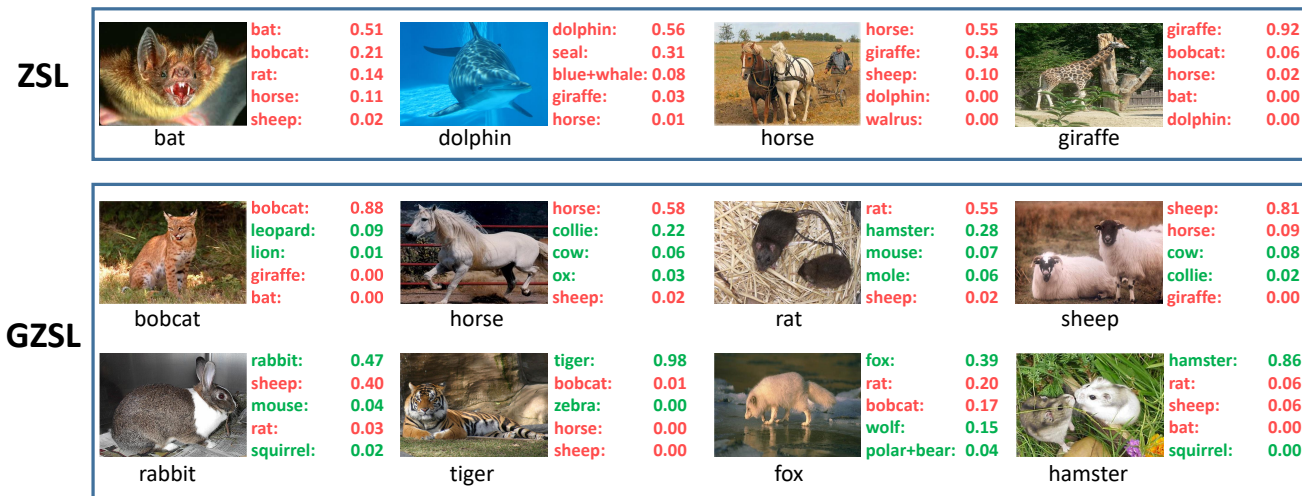 ZSL
bat: 0.51
bobcat: 0.21
rat: 0.14
horse: 0.11
sheep: 0.02
bat
dolphin: 0.56
seal: 0.31
blue+whale: 0.08
giraffe: 0.03
horse: 0.01
dolphin
horse: 0.55
giraffe: 0.34
sheep: 0.10
dolphin: 0.00
walrus: 0.00
horse
giraffe: 0.92
bobcat: 0.06
horse: 0.02
bat: 0.00
dolphin: 0.00
giraffe
GZSL
bobcat: 0.88
leopard: 0.09
lion: 0.01
giraffe: 0.00
bat: 0.00
bobcat
horse: 0.58
collie: 0.22
cow: 0.06
ox: 0.03
sheep: 0.02
horse
rat: 0.55
hamster: 0.28
mouse: 0.07
mole: 0.06
sheep: 0.02
rat
sheep: 0.81
horse: 0.09
cow: 0.08
collie: 0.02
giraffe: 0.00
sheep
rabbit: 0.47
sheep: 0.40
mouse: 0.04
rat: 0.03
squirrel: 0.02
rabbit
tiger: 0.98
bobcat: 0.01
zebra: 0.00
horse: 0.00
sheep: 0.00
tiger
fox: 0.39
rat: 0.20
bobcat: 0.17
wolf: 0.15
polar+bear: 0.04
fox
hamster: 0.86
rat: 0.06
sheep: 0.06
bat: 0.00
squirrel: 0.00
hamster